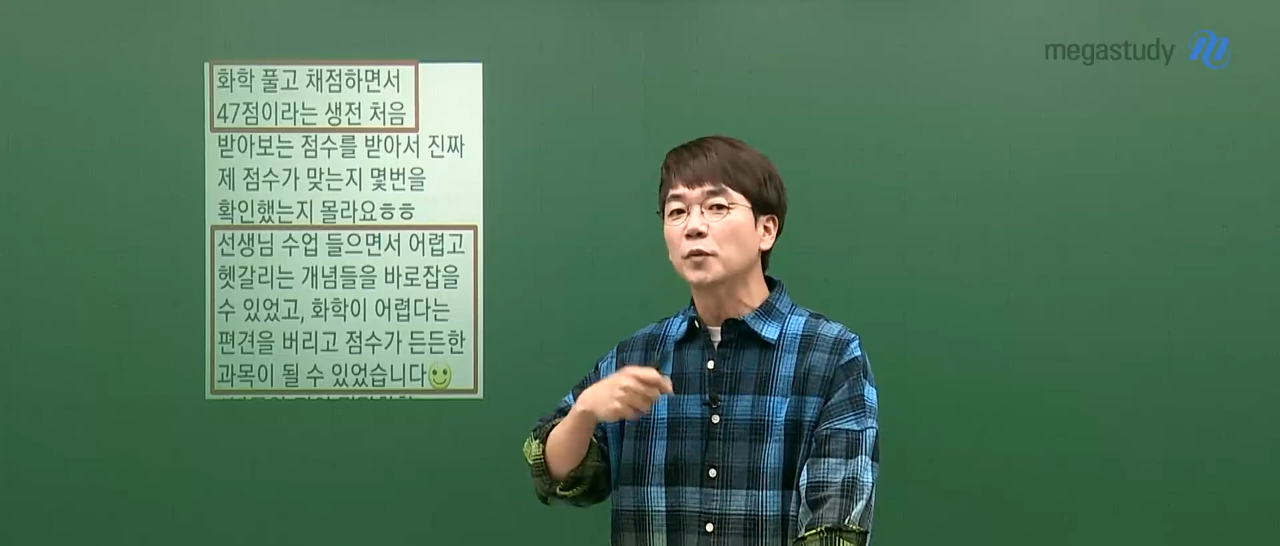 megastudy
화학 풀고 채점하면서
47점이라는 생전 처음
받아보는 점수를 받아서 진짜
제 점수가 맞는지 몇번을
확인했는지 몰라요ㅎㅎ
선생님 수업 들으면서 어렵고
헷갈리는 개념들을 바로잡을
수 있었고, 화학이 어렵다는
편견을 버리고 점수가 든든한
과목이 될 수 있었습니다